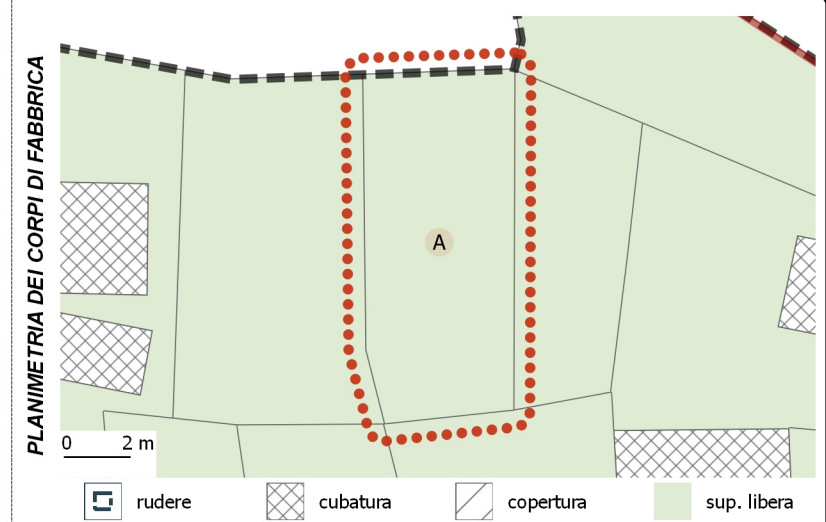 PLANIMETRIA DEI CORPI DI FABBRICA
A
0 2 m
rudere cubatura copertura sup. libera